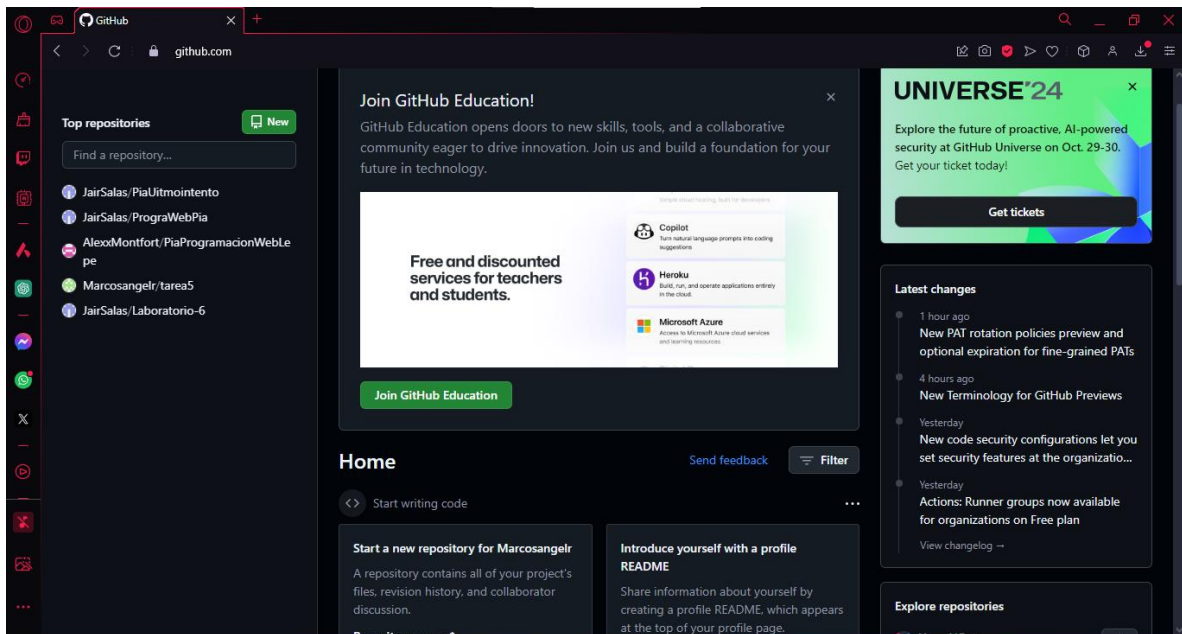 GitHub
github.com
Top repositories
New
Find a repository...
JairSalas/PiaUitmointento
JairSalas/PrograWebPia
AlexxMontfort/PiaProgramacionWebLe
pe
Marcosangelr/tarea5
JairSalas/Laboratorio-6
Join GitHub Education!
GitHub Education opens doors to new skills, tools, and a collaborative
community eager to drive innovation. Join us and build a foundation for your
future in technology.
Free and discounted
services for teachers
and students.
Simple cloud hosting, built for developers
Copilot
Turn natural language prompts into coding
suggestions
Heroku
Build, run, and operate applications entirely
in the cloud.
Microsoft Azure
Access to Microsoft Azure cloud services
and learning resources
Join GitHub Education
Home
Send feedback
Filter
Start writing code
Start a new repository for Marcosangelr
A repository contains all of your project's
files, revision history, and collaborator
discussion.
Introduce yourself with a profile
README
Share information about yourself by
creating a profile README, which appears
at the top of your profile page.
UNIVERSE'24
Explore the future of proactive, AI-powered
security at GitHub Universe on Oct. 29-30.
Get your ticket today!
Get tickets
Latest changes
1 hour ago
New PAT rotation policies preview and
optional expiration for fine-grained PATs
4 hours ago
New Terminology for GitHub Previews
Yesterday
New code security configurations let you
set security features at the organizatio...
Yesterday
Actions: Runner groups now available
for organizations on Free plan
View changelog →
Explore repositories